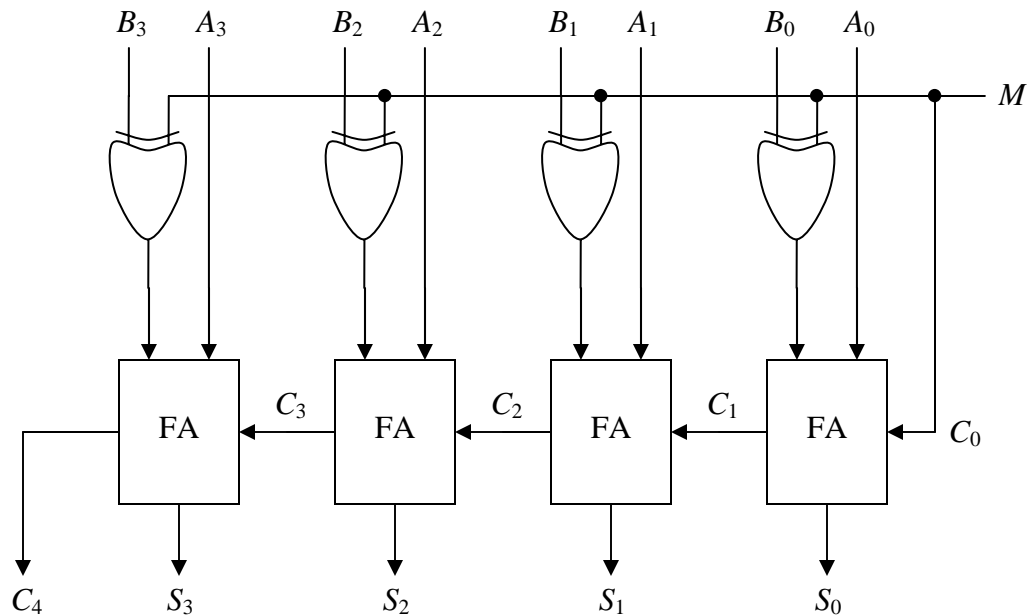 B₃ A₃ B₂ A₂ B₁ A₁ B₀ A₀
M
C₃ C₂ C₁
FA FA FA FA C₀
C₄ S₃ S₂ S₁ S₀